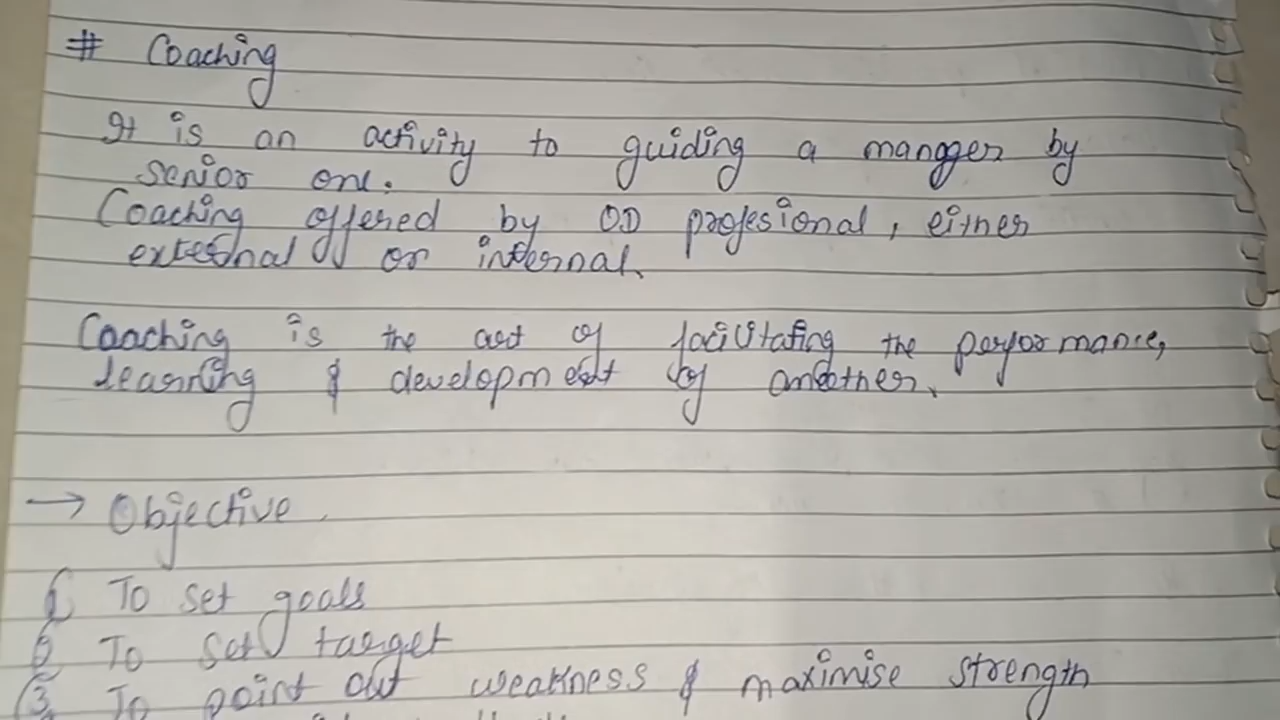 # Coaching
It is an activity to guiding a manager by
senior one.
Coaching offered by OD profesional, either
external or internal.
Coaching is the act of facilitating the performance,
learning & development of another.
→ Objective
1 To set goals
2 To set target
3 To point out weakness & maximise strength